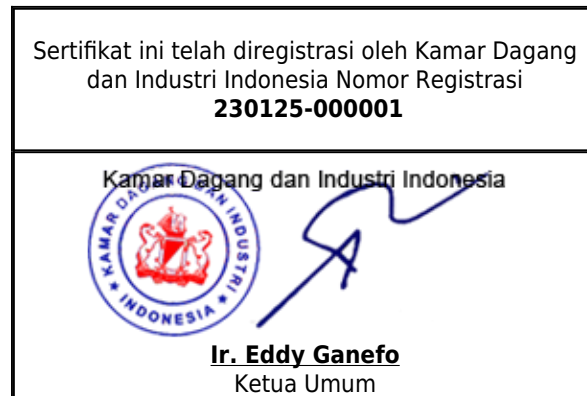 Sertifikat ini telah diregistrasi oleh Kamar Dagang
dan Industri Indonesia Nomor Registrasi
230125-000001
Kamar Dagang dan Industri Indonesia
KAMAR DAGANG DAN INDUSTRI
INDONESIA
Ir. Eddy Ganefo
Ketua Umum